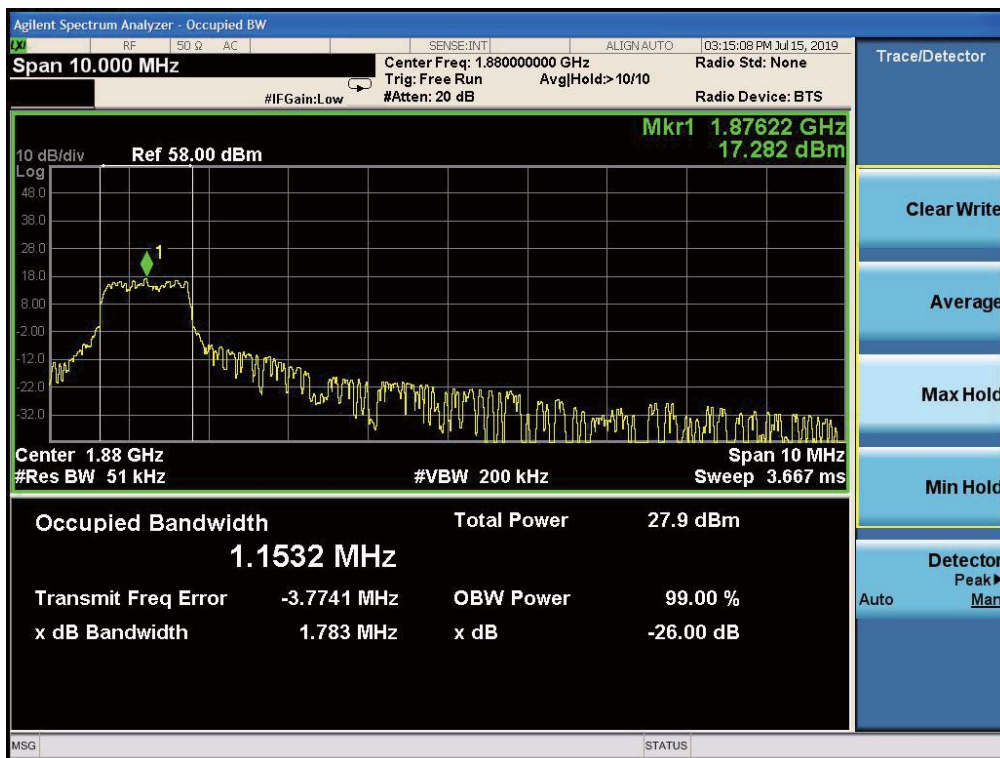 Agilent Spectrum Analyzer - Occupied BW
LXI RF 50 Ω AC SENSE:INT ALIGN AUTO 03:15:08 PM Jul 15, 2019
Span 10.000 MHz
Center Freq: 1.880000000 GHz
Radio Std: None
Trig: Free Run Avg|Hold:>10/10
#IFGain:Low
#Atten: 20 dB
Radio Device: BTS
Mkr1 1.87622 GHz
17.282 dBm
10 dB/div Ref 58.00 dBm
Log
48.0
38.0
28.0
1
18.0
8.00
-2.00
-12.0
-22.0
-32.0
Center 1.88 GHz Span 10 MHz
#Res BW 51 kHz #VBW 200 kHz Sweep 3.667 ms
Occupied Bandwidth Total Power 27.9 dBm
1.1532 MHz
Transmit Freq Error -3.7741 MHz OBW Power 99.00 %
x dB Bandwidth 1.783 MHz x dB -26.00 dB
MSG STATUS
Trace/Detector
Clear Write
Average
Max Hold
Min Hold
Detector
Peak▶
Auto Man